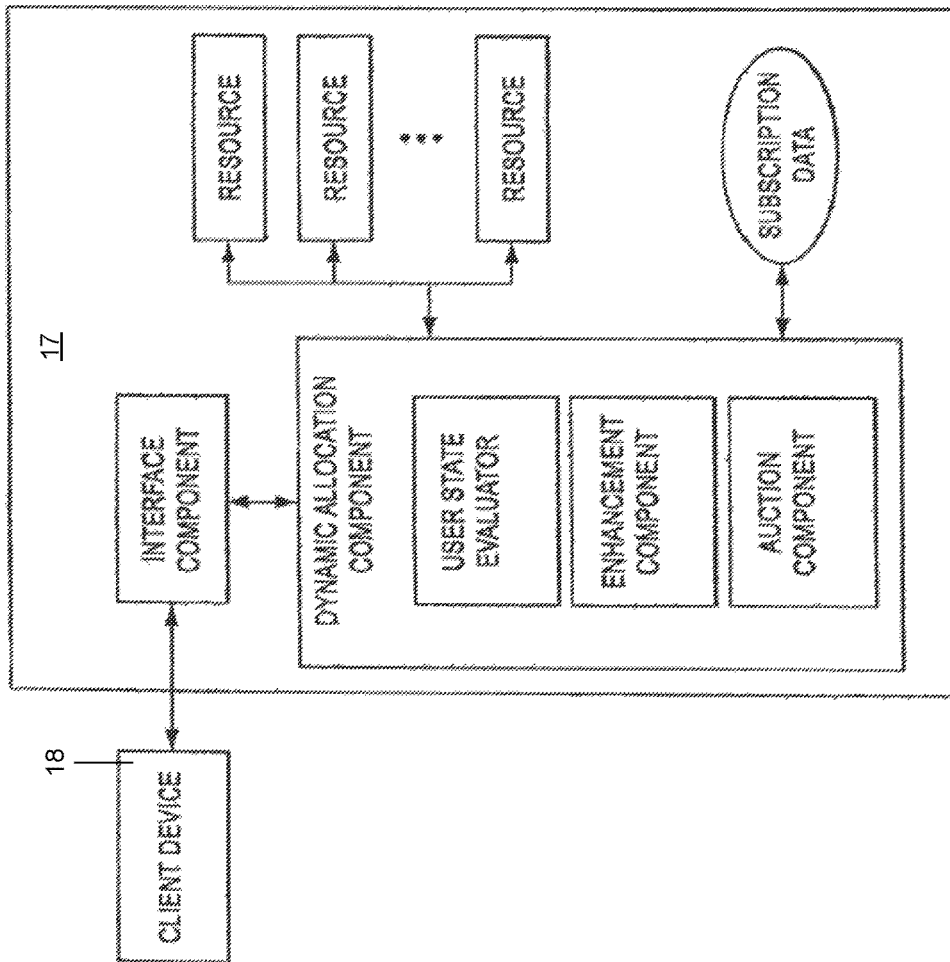 18
CLIENT DEVICE
17
INTERFACE
COMPONENT
DYNAMIC ALLOCATION
COMPONENT
USER STATE
EVALUATOR
ENHANCEMENT
COMPONENT
AUCTION
COMPONENT
RESOURCE
RESOURCE
•••
RESOURCE
SUBSCRIPTION
DATA